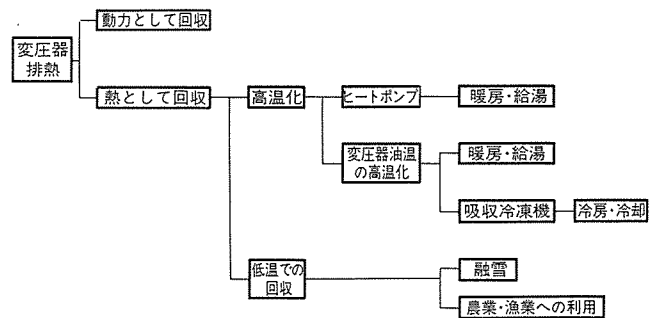 動力として回収
変圧器
排熱
熱として回収
高温化
ヒートポンプ
暖房・給湯
変圧器油温
の高温化
暖房・給湯
吸収冷凍機
冷房・冷却
低温での
回収
融雪
農業・漁業への利用